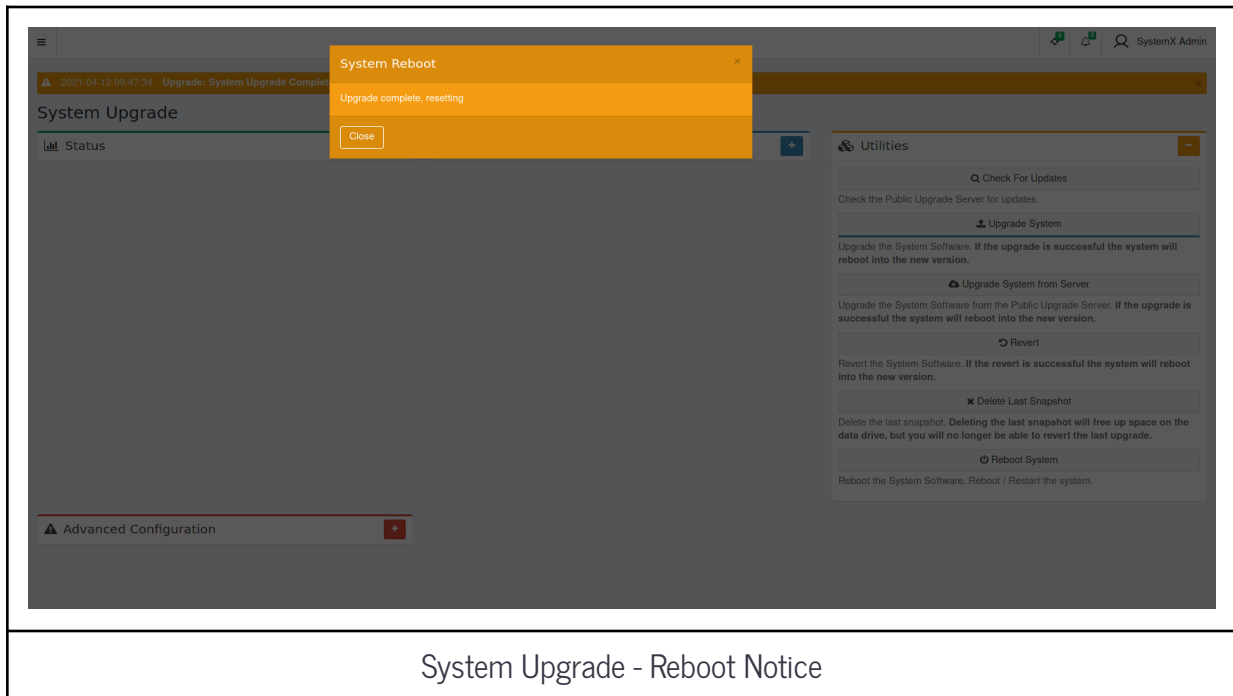 SystemX Admin
System Reboot
×
2021-04-12 09:47:34 Upgrade: System Upgrade Complet
Upgrade complete, resetting
System Upgrade
Close
Status
+
Utilities
−
Check For Updates
Check the Public Upgrade Server for updates.
Upgrade System
Upgrade the System Software. If the upgrade is successful the system will
reboot into the new version.
Upgrade System from Server
Upgrade the System Software from the Public Upgrade Server. If the upgrade is
successful the system will reboot into the new version.
Revert
Revert the System Software. If the revert is successful the system will reboot
into the new version.
Delete Last Snapshot
Delete the last snapshot. Deleting the last snapshot will free up space on the
data drive, but you will no longer be able to revert the last upgrade.
Reboot System
Reboot the System Software. Reboot / Restart the system.
Advanced Configuration
+
System Upgrade - Reboot Notice